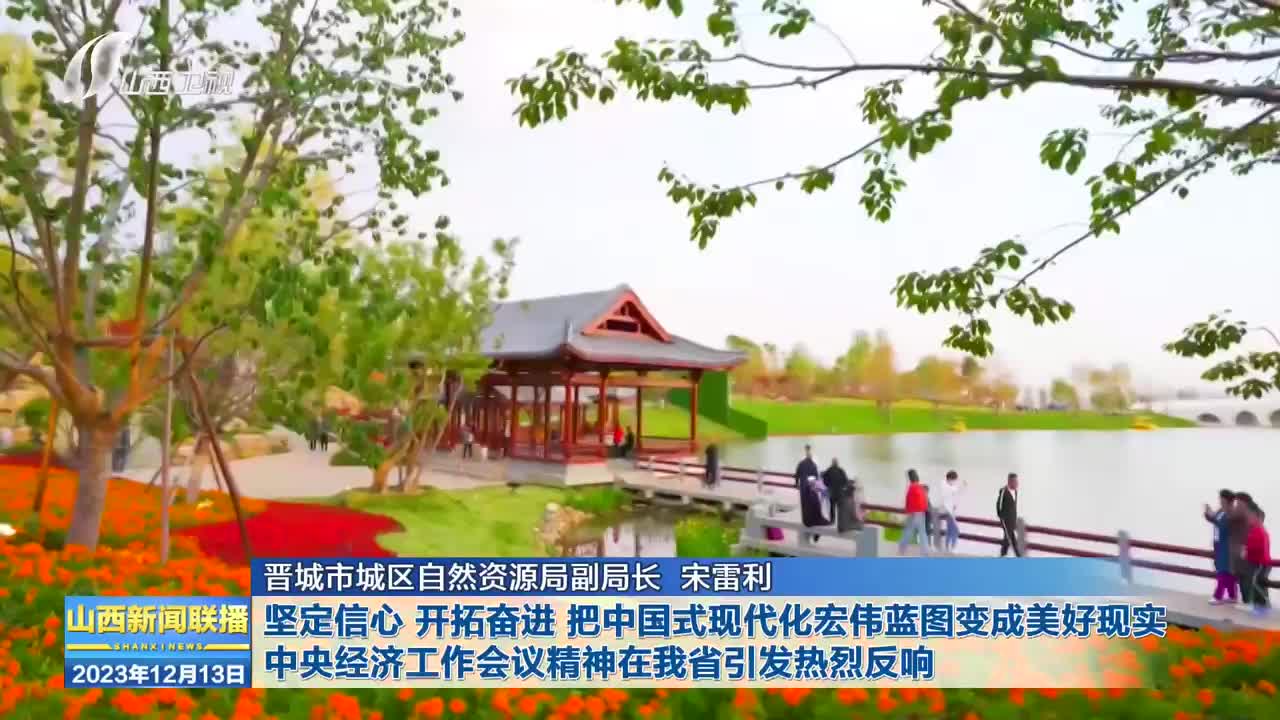 山西卫视
晋城市城区自然资源局副局长 宋雷利
山西新闻联播
SHANXI NEWS
2023年12月13日
坚定信心 开拓奋进 把中国式现代化宏伟蓝图变成美好现实
中央经济工作会议精神在我省引发热烈反响